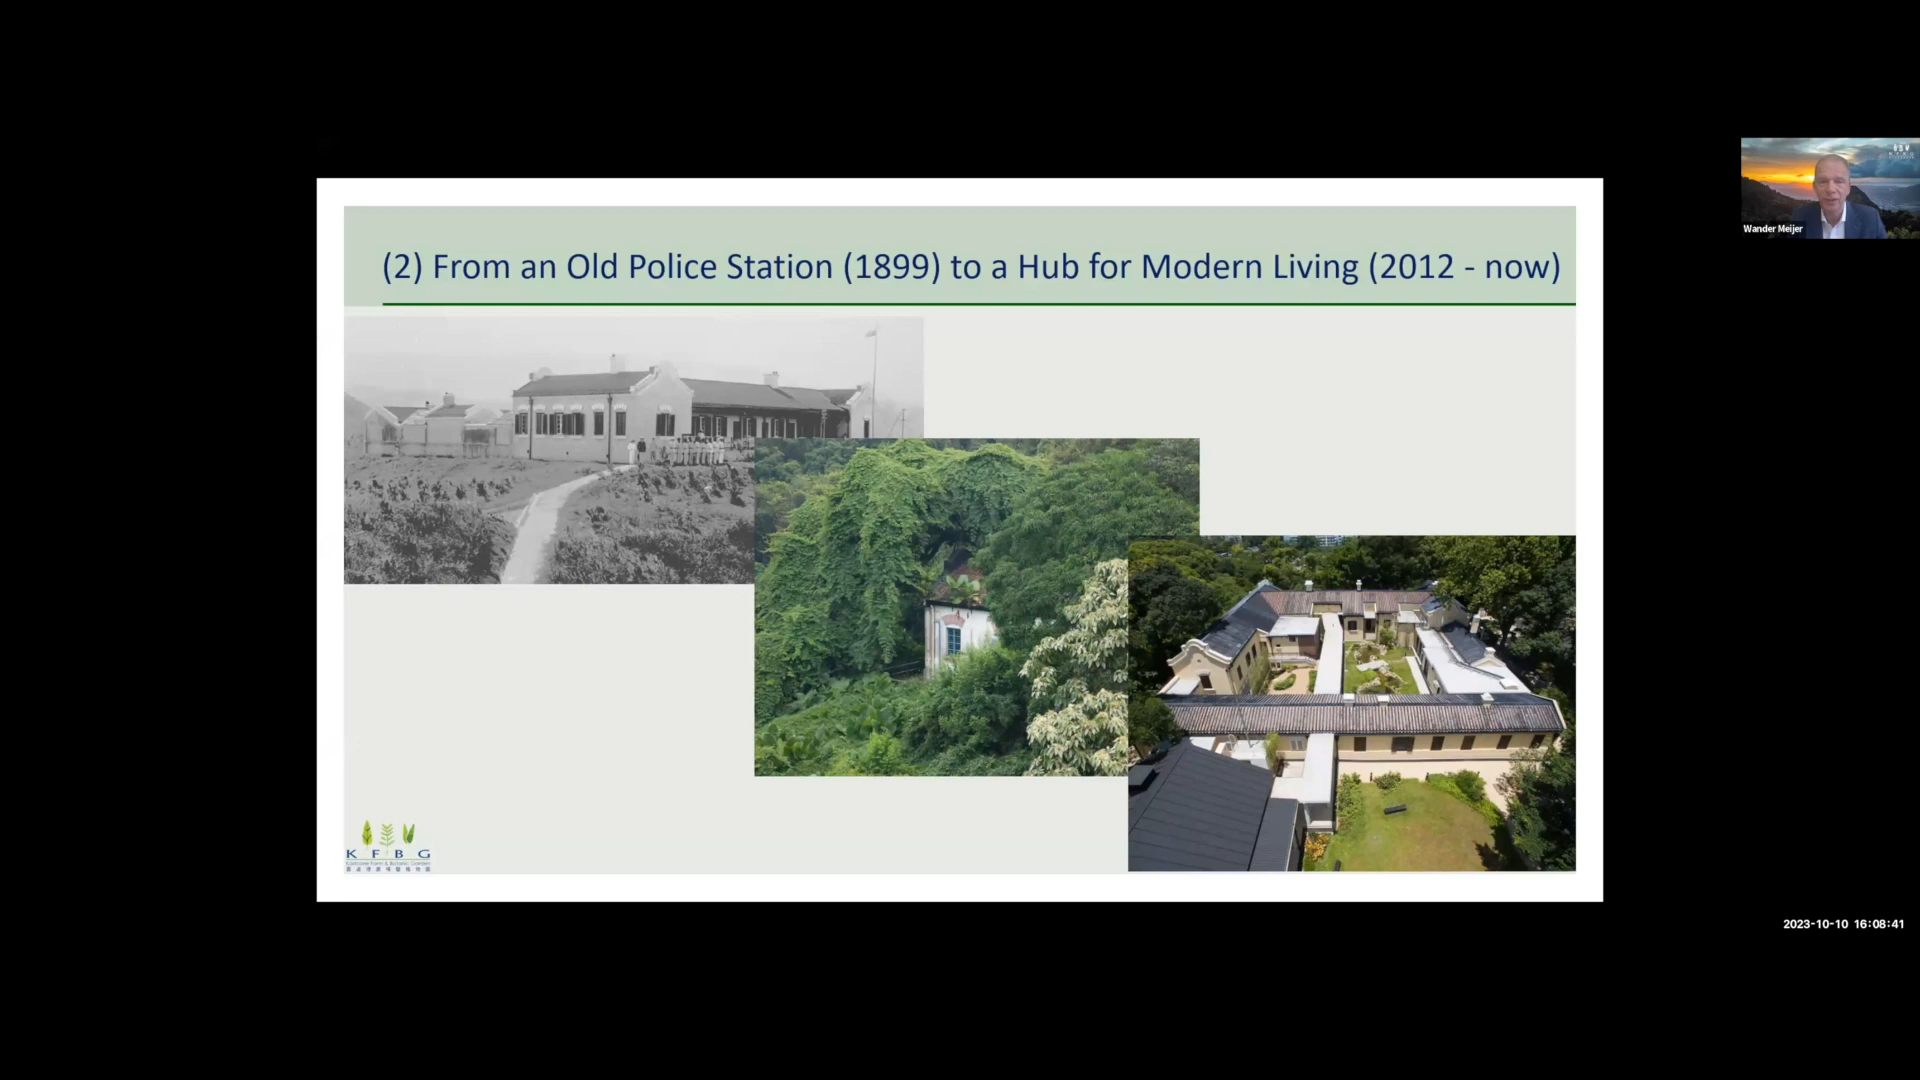 (2) From an Old Police Station (1899) to a Hub for Modern Living (2012 - now)
Wander Meijer
K F B G
Kadoorie Farm & Botanic Garden
2023-10-10 16:08:41